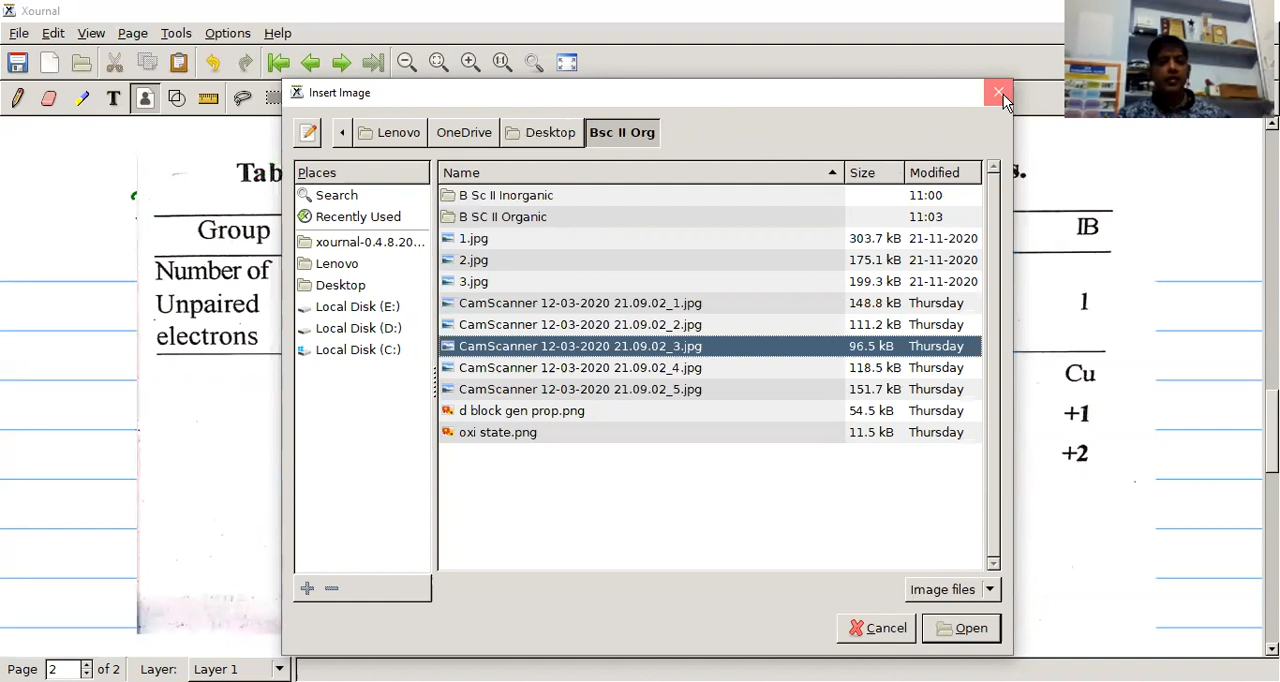 Xournal
File Edit View Page Tools Options Help
Insert Image
Lenovo OneDrive Desktop Bsc II Org
Places
Search
Recently Used
xournal-0.4.8.20...
Lenovo
Desktop
Local Disk (E:)
Local Disk (D:)
Local Disk (C:)
Name Size Modified
B Sc II Inorganic 11:00
B SC II Organic 11:03
1.jpg 303.7 kB 21-11-2020
2.jpg 175.1 kB 21-11-2020
3.jpg 199.3 kB 21-11-2020
CamScanner 12-03-2020 21.09.02_1.jpg 148.8 kB Thursday
CamScanner 12-03-2020 21.09.02_2.jpg 111.2 kB Thursday
CamScanner 12-03-2020 21.09.02_3.jpg 96.5 kB Thursday
CamScanner 12-03-2020 21.09.02_4.jpg 118.5 kB Thursday
CamScanner 12-03-2020 21.09.02_5.jpg 151.7 kB Thursday
d block gen prop.png 54.5 kB Thursday
oxi state.png 11.5 kB Thursday
Image files
Cancel Open
Tab
s.
Group IB
Number of
Unpaired 1
electrons
Cu
+1
+2
Page 2 of 2 Layer: Layer 1